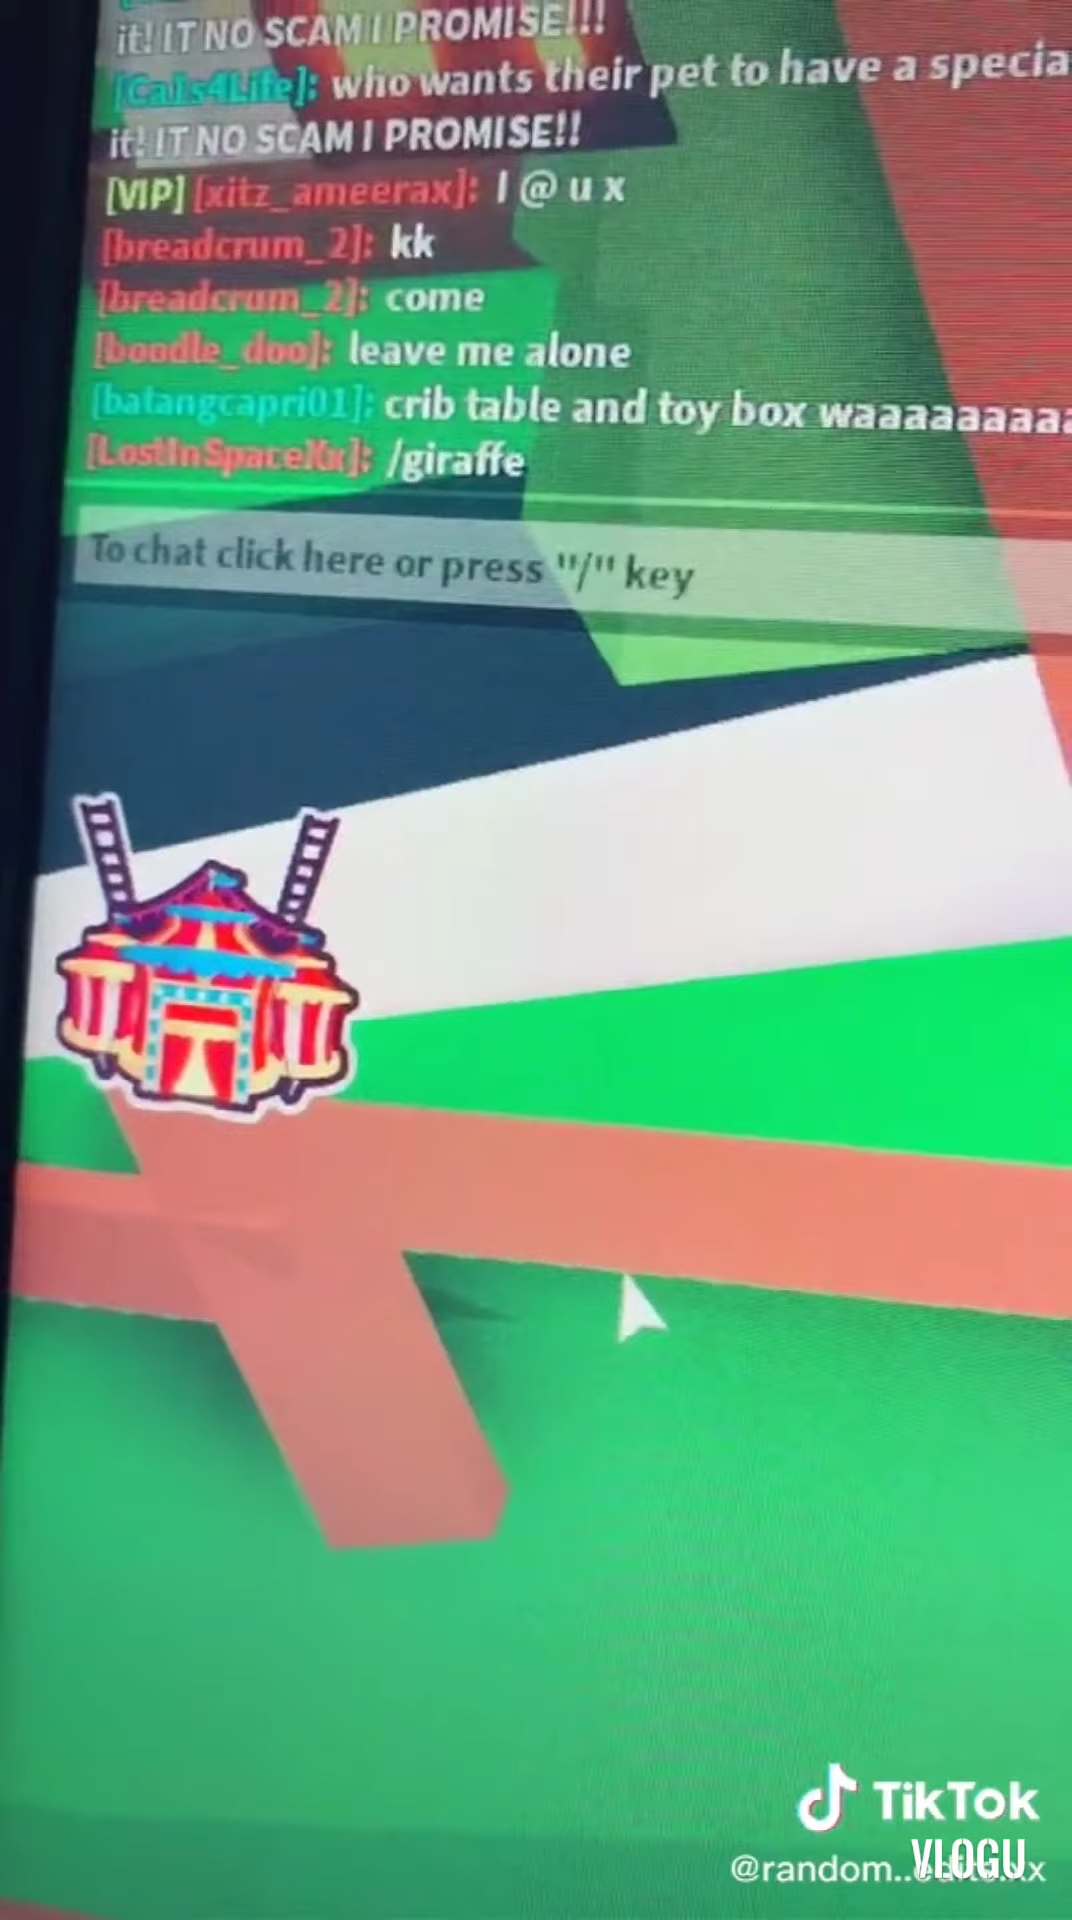 it! IT NO SCAM I PROMISE!!!
[Ca1s4Life]: who wants their pet to have a specia
it! IT NO SCAM I PROMISE!!
[VIP] [xitz_ameerax]: I @ u x
[breadcrum_2]: kk
[breadcrum_2]: come
[boodle_doo]: leave me alone
[batangcapri01]: crib table and toy box waaaaaaaaa
[LostInSpaceXx]: /giraffe
To chat click here or press "/" key
TikTok
VLOGU